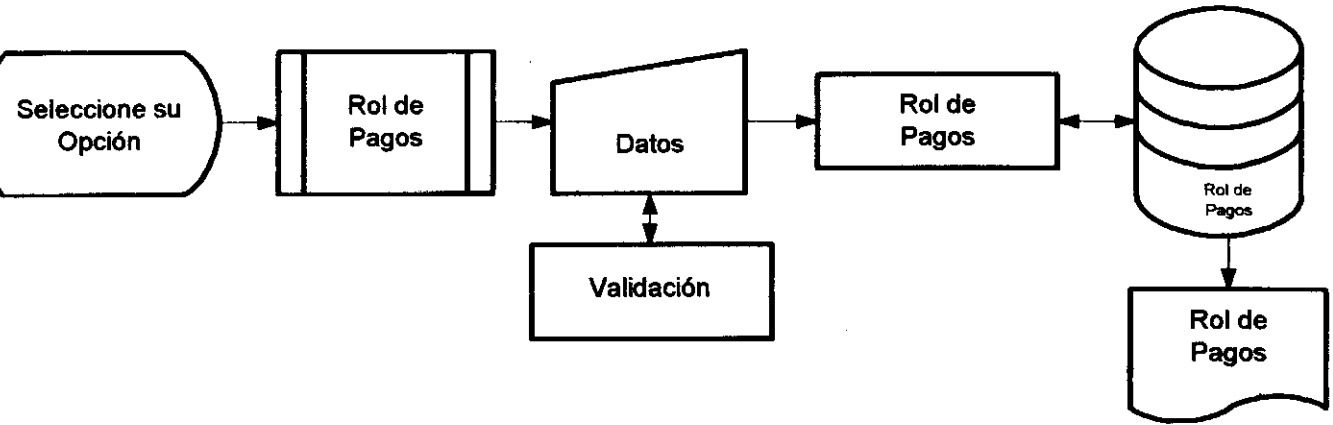 Seleccione su
Opción
Rol de
Pagos
Datos
Validación
Rol de
Pagos
Rol de
Pagos
Rol de
Pagos